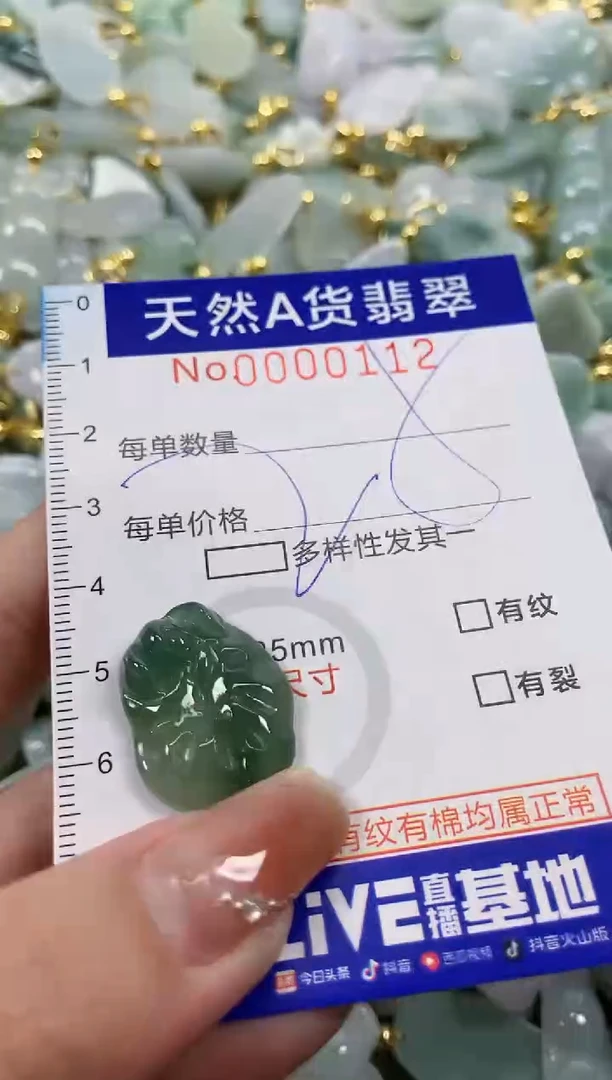 天然A货翡翠
No.0000112
0
1
2
3
4
5
6
每单数量
每单价格
多样性发其一
有纹
5mm
尺寸
有裂
有纹有棉均属正常
LiVE直播基地
今日头条 抖音 西瓜视频 抖音火山版